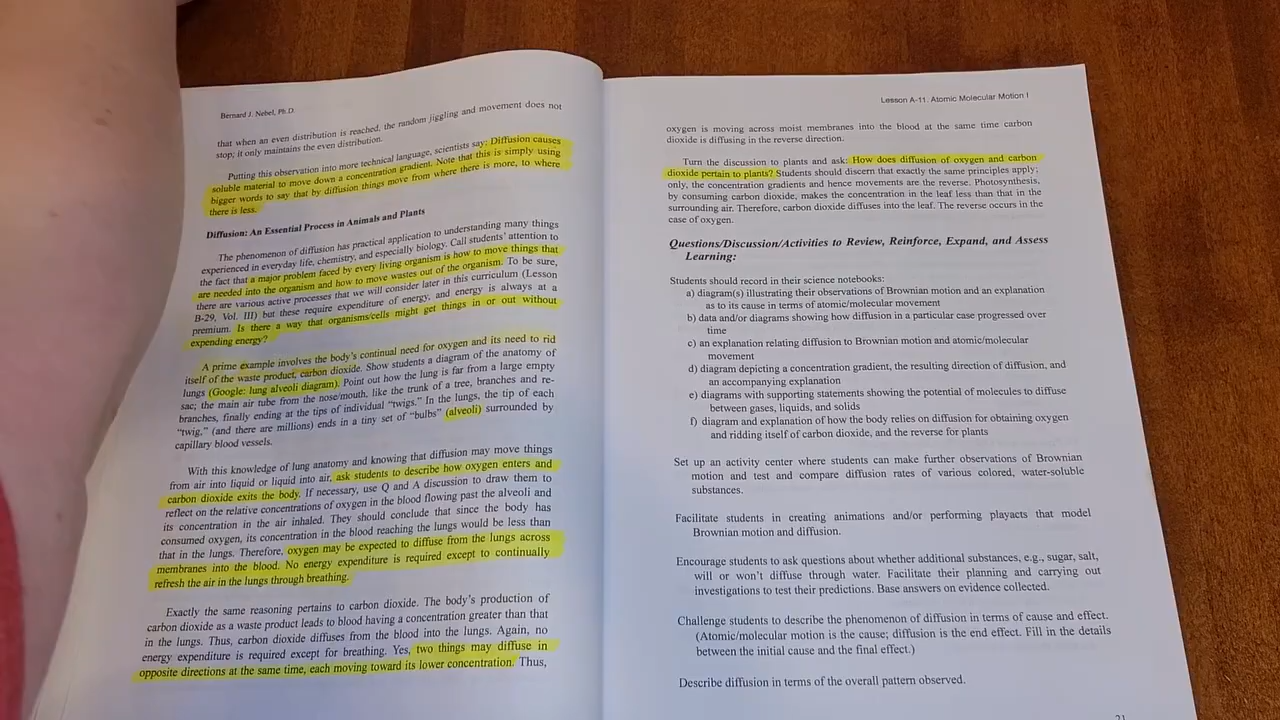 Bernard J. Nebel, Ph.D.
that when an even distribution is reached, the random jiggling and movement does not
stop; it only maintains the even distribution.
Putting this observation into more technical language, scientists say: Diffusion causes
soluble material to move down a concentration gradient. Note that this is simply using
bigger words to say that by diffusion things move from where there is more, to where
there is less.
Diffusion: An Essential Process in Animals and Plants
The phenomenon of diffusion has practical application to understanding many things
experienced in everyday life, chemistry, and especially biology. Call students' attention to
the fact that a major problem faced by every living organism is how to move things that
are needed into the organism and how to move wastes out of the organism. To be sure,
there are various active processes that we will consider later in this curriculum (Lesson
B-29, Vol. III) but these require expenditure of energy, and energy is always at a
premium. Is there a way that organisms/cells might get things in or out without
expending energy?
A prime example involves the body's continual need for oxygen and its need to rid
itself of the waste product, carbon dioxide. Show students a diagram of the anatomy of
lungs (Google: lung alveoli diagram). Point out how the lung is far from a large empty
sac; the main air tube from the nose/mouth, like the trunk of a tree, branches and re-
branches, finally ending at the tips of individual "twigs." In the lungs, the tip of each
"twig," (and there are millions) ends in a tiny set of "bulbs" (alveoli) surrounded by
capillary blood vessels.
With this knowledge of lung anatomy and knowing that diffusion may move things
from air into liquid or liquid into air, ask students to describe how oxygen enters and
carbon dioxide exits the body. If necessary, use Q and A discussion to draw them to
reflect on the relative concentrations of oxygen in the blood flowing past the alveoli and
its concentration in the air inhaled. They should conclude that since the body has
consumed oxygen, its concentration in the blood reaching the lungs would be less than
that in the lungs. Therefore, oxygen may be expected to diffuse from the lungs across
membranes into the blood. No energy expenditure is required except to continually
refresh the air in the lungs through breathing.
Exactly the same reasoning pertains to carbon dioxide. The body's production of
carbon dioxide as a waste product leads to blood having a concentration greater than that
in the lungs. Thus, carbon dioxide diffuses from the blood into the lungs. Again, no
energy expenditure is required except for breathing. Yes, two things may diffuse in
opposite directions at the same time, each moving toward its lower concentration. Thus,
Lesson A-11. Atomic Molecular Motion I
oxygen is moving across moist membranes into the blood at the same time carbon
dioxide is diffusing in the reverse direction.
Turn the discussion to plants and ask: How does diffusion of oxygen and carbon
dioxide pertain to plants? Students should discern that exactly the same principles apply;
only, the concentration gradients and hence movements are the reverse. Photosynthesis,
by consuming carbon dioxide, makes the concentration in the leaf less than that in the
surrounding air. Therefore, carbon dioxide diffuses into the leaf. The reverse occurs in the
case of oxygen.
Questions/Discussion/Activities to Review, Reinforce, Expand, and Assess
Learning:
Students should record in their science notebooks:
a) diagram(s) illustrating their observations of Brownian motion and an explanation
as to its cause in terms of atomic/molecular movement
b) data and/or diagrams showing how diffusion in a particular case progressed over
time
c) an explanation relating diffusion to Brownian motion and atomic/molecular
movement
d) diagram depicting a concentration gradient, the resulting direction of diffusion, and
an accompanying explanation
e) diagrams with supporting statements showing the potential of molecules to diffuse
between gases, liquids, and solids
f) diagram and explanation of how the body relies on diffusion for obtaining oxygen
and ridding itself of carbon dioxide, and the reverse for plants
Set up an activity center where students can make further observations of Brownian
motion and test and compare diffusion rates of various colored, water-soluble
substances.
Facilitate students in creating animations and/or performing playacts that model
Brownian motion and diffusion.
Encourage students to ask questions about whether additional substances, e.g., sugar, salt,
will or won't diffuse through water. Facilitate their planning and carrying out
investigations to test their predictions. Base answers on evidence collected.
Challenge students to describe the phenomenon of diffusion in terms of cause and effect.
(Atomic/molecular motion is the cause; diffusion is the end effect. Fill in the details
between the initial cause and the final effect.)
Describe diffusion in terms of the overall pattern observed.